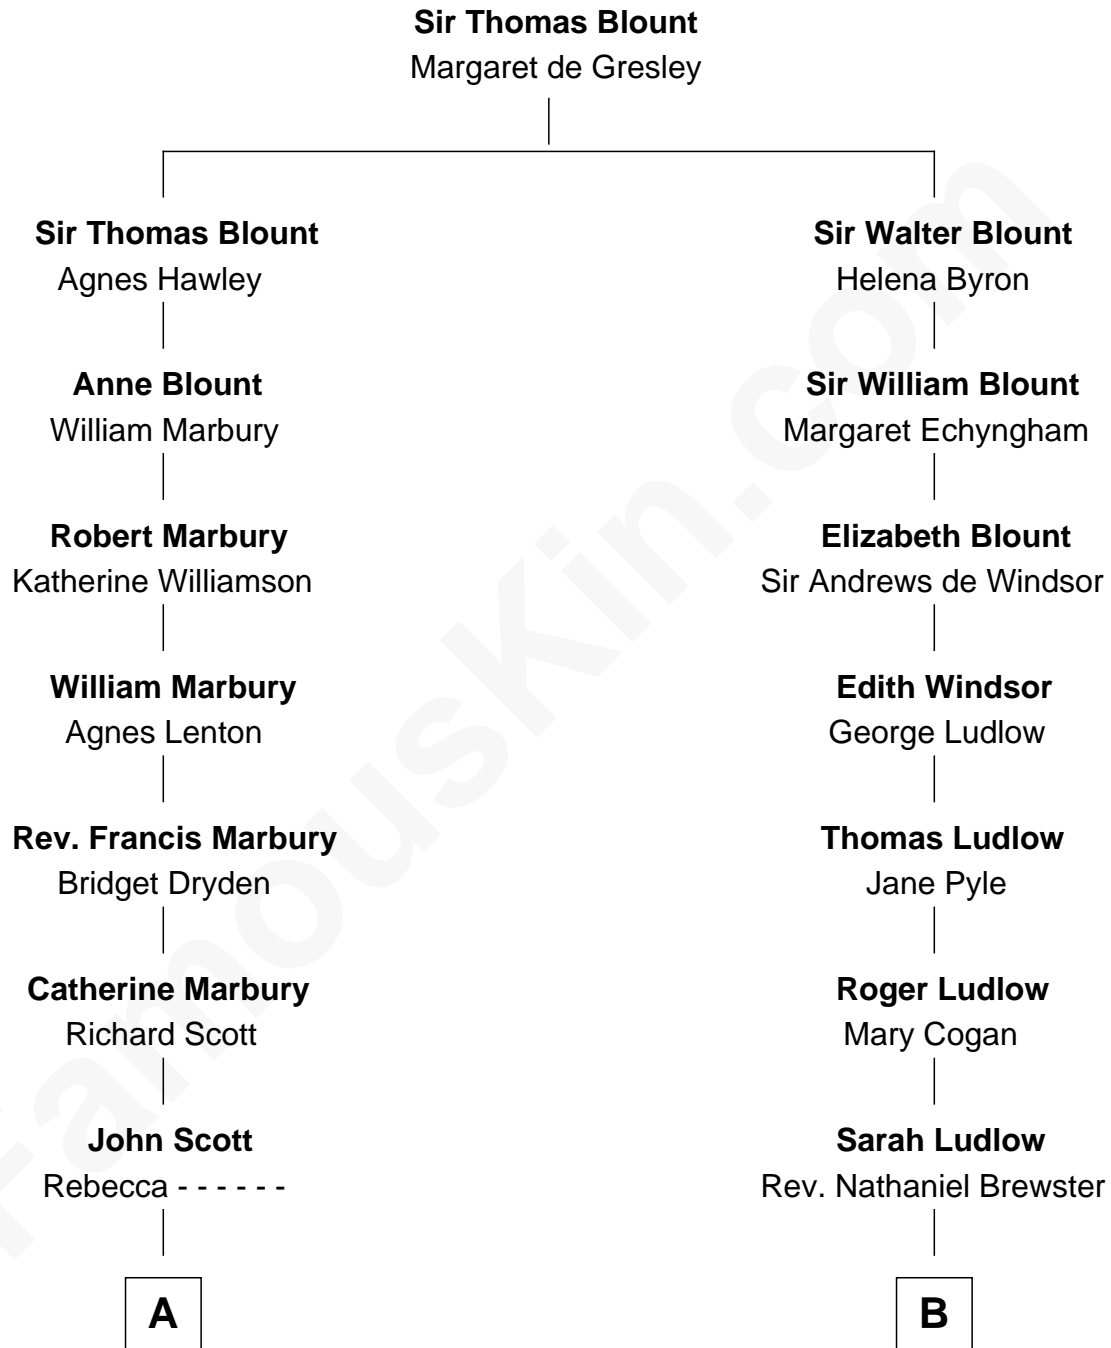 Sir Thomas Blount
Margaret de Gresley
Sir Thomas Blount
Agnes Hawley
Sir Walter Blount
Helena Byron
Anne Blount
William Marbury
Sir William Blount
Margaret Echyngham
Robert Marbury
Katherine Williamson
Elizabeth Blount
Sir Andrews de Windsor
William Marbury
Agnes Lenton
Edith Windsor
George Ludlow
Rev. Francis Marbury
Bridget Dryden
Thomas Ludlow
Jane Pyle
Catherine Marbury
Richard Scott
Roger Ludlow
Mary Cogan
John Scott
Rebecca - - - - - -
Sarah Ludlow
Rev. Nathaniel Brewster
A
B
FamousKin.com